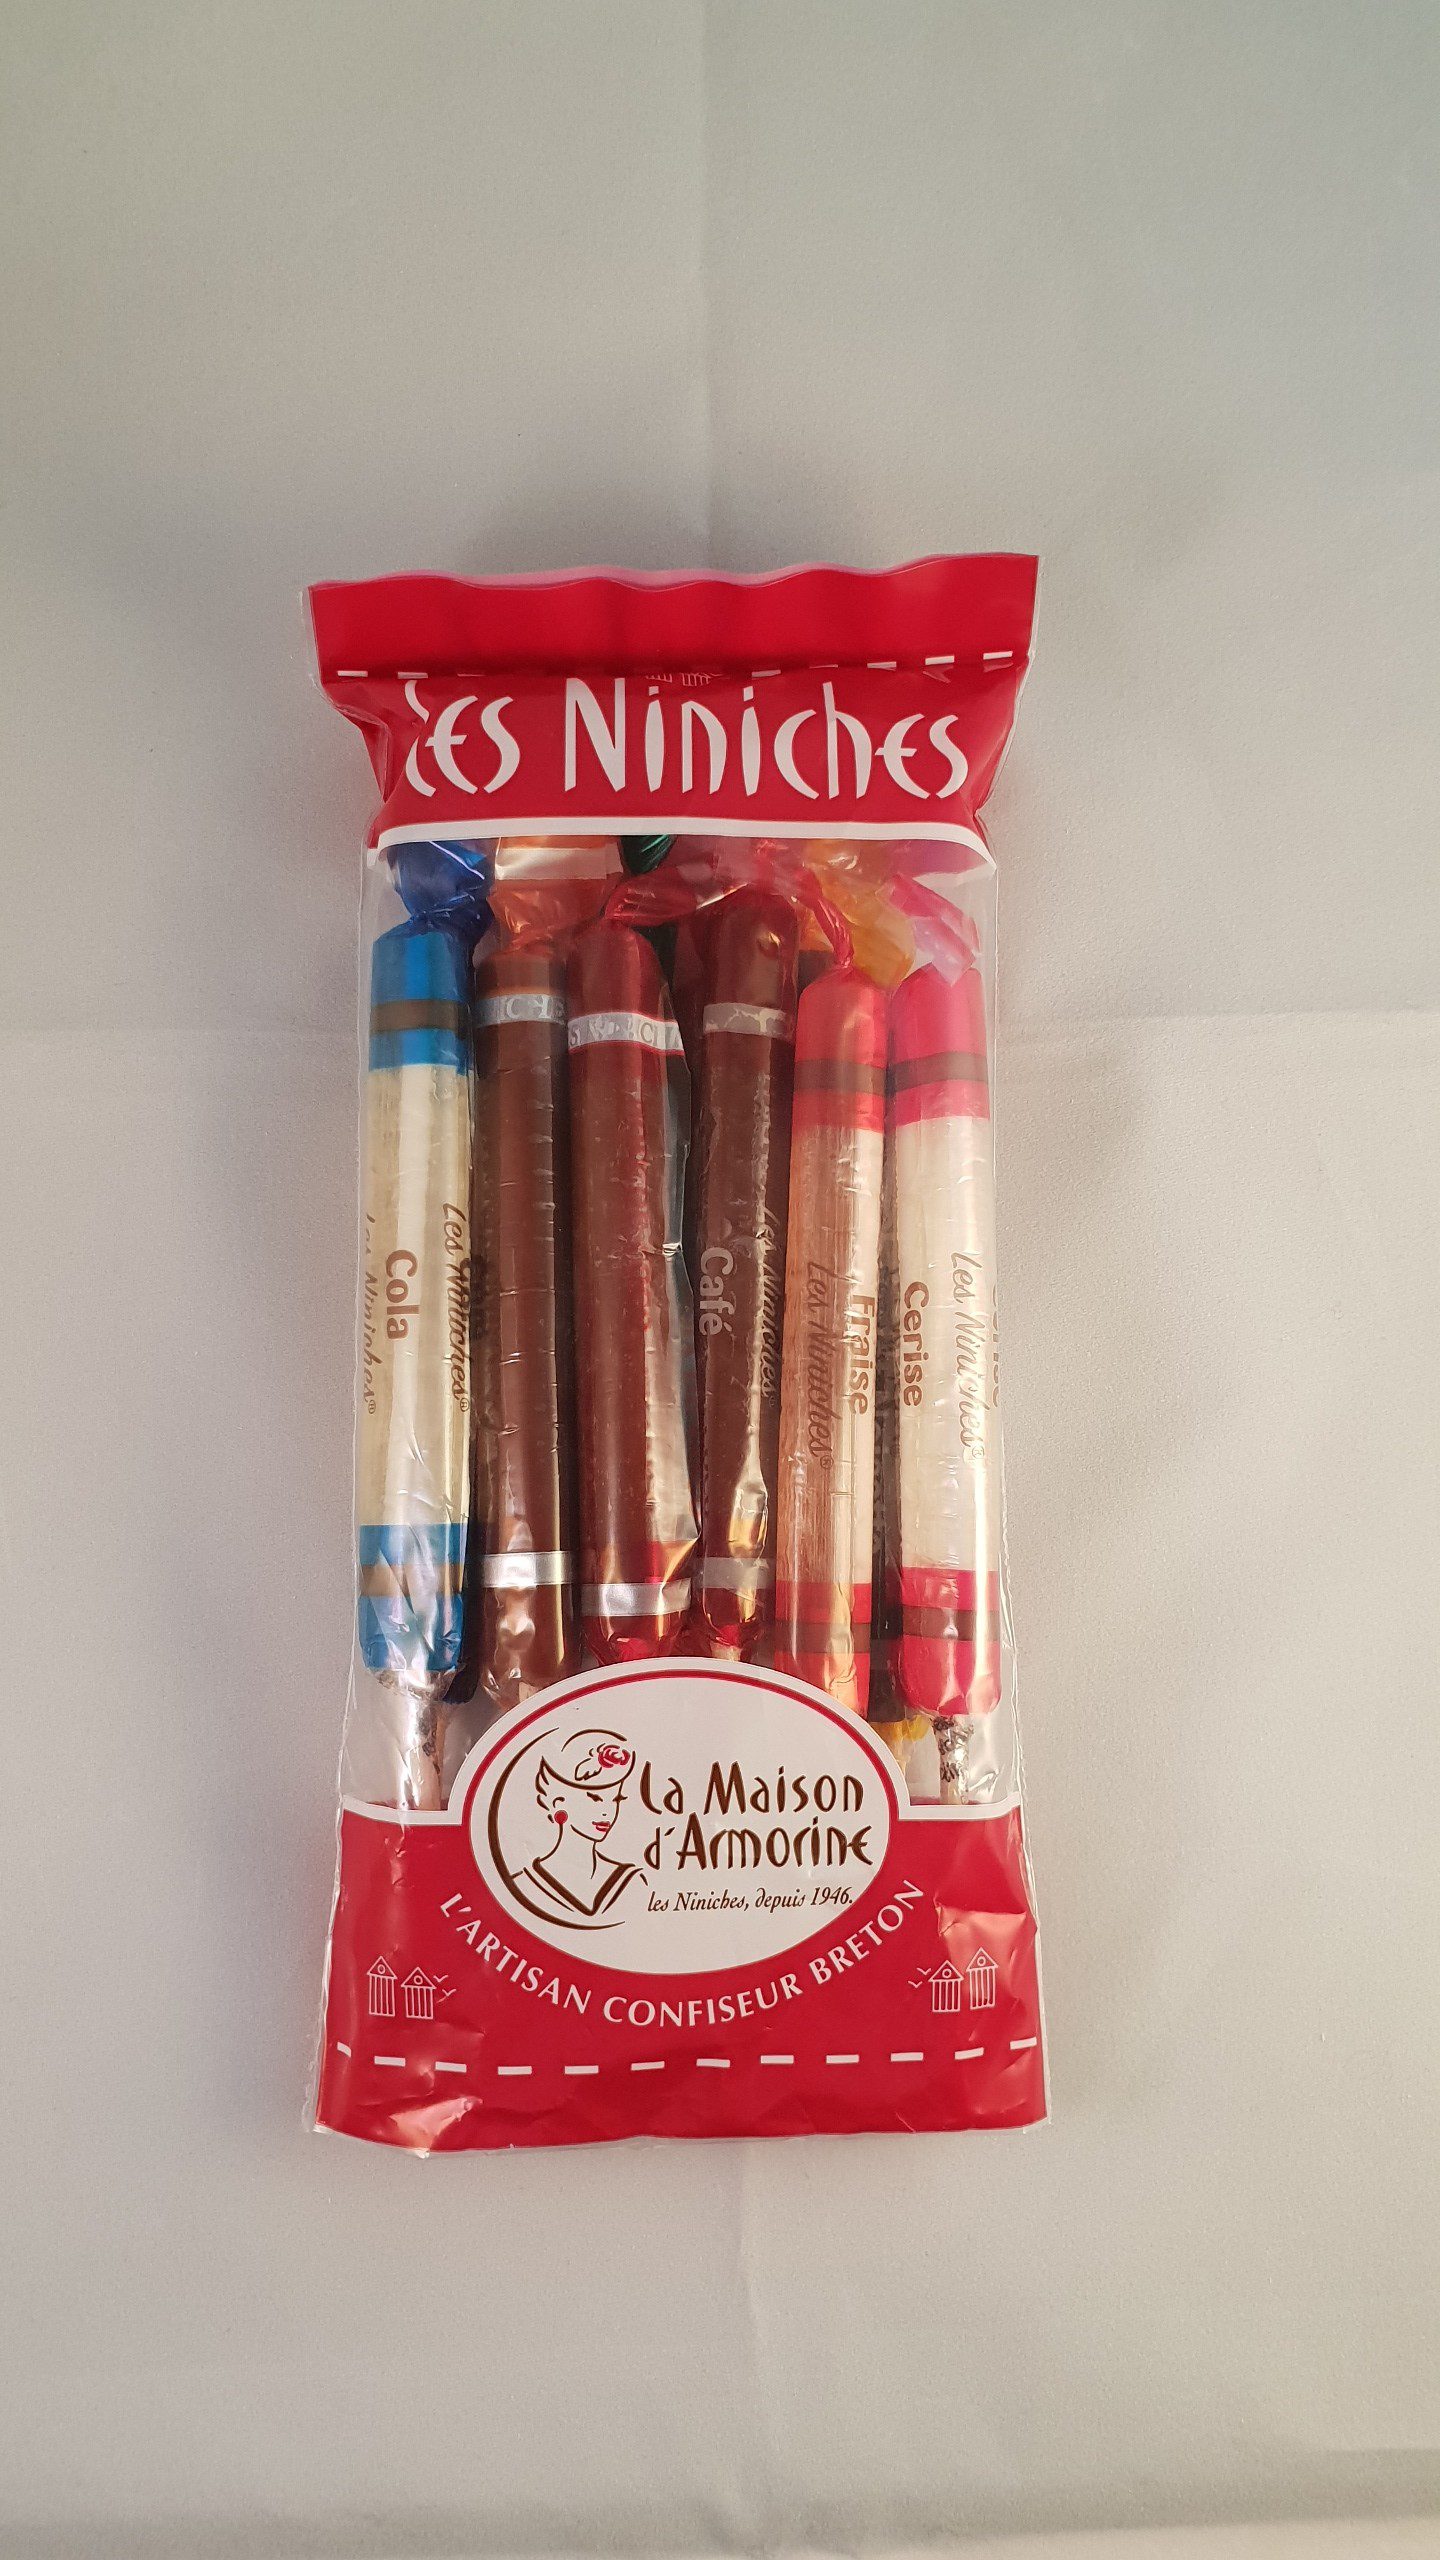 Les Niniches
Cola
Les Niniches®
Les Niniches®
Café
Les Niniches
Fraise
Les Niniches®
Cerise
Les Niniches®
La Maison
d'Armorine
les Niniches, depuis 1946.
L'ARTISAN CONFISEUR BRETON